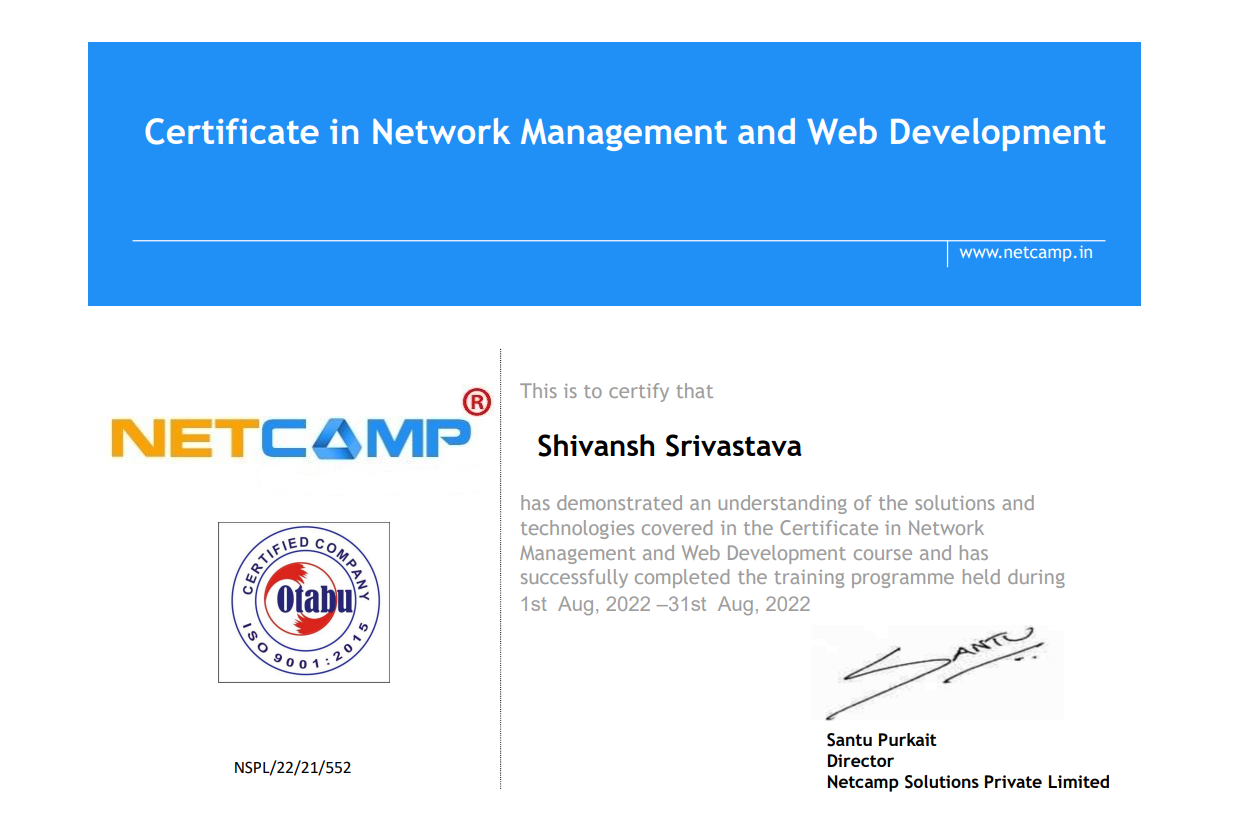 Certificate in Network Management and Web Development
www.netcamp.in
NETCAMP®
CERTIFIED COMPANY
Otabu
ISO 9001:2015
NSPL/22/21/552
This is to certify that
Shivansh Srivastava
has demonstrated an understanding of the solutions and
technologies covered in the Certificate in Network
Management and Web Development course and has
successfully completed the training programme held during
1st Aug, 2022 –31st Aug, 2022
SANTU
Santu Purkait
Director
Netcamp Solutions Private Limited